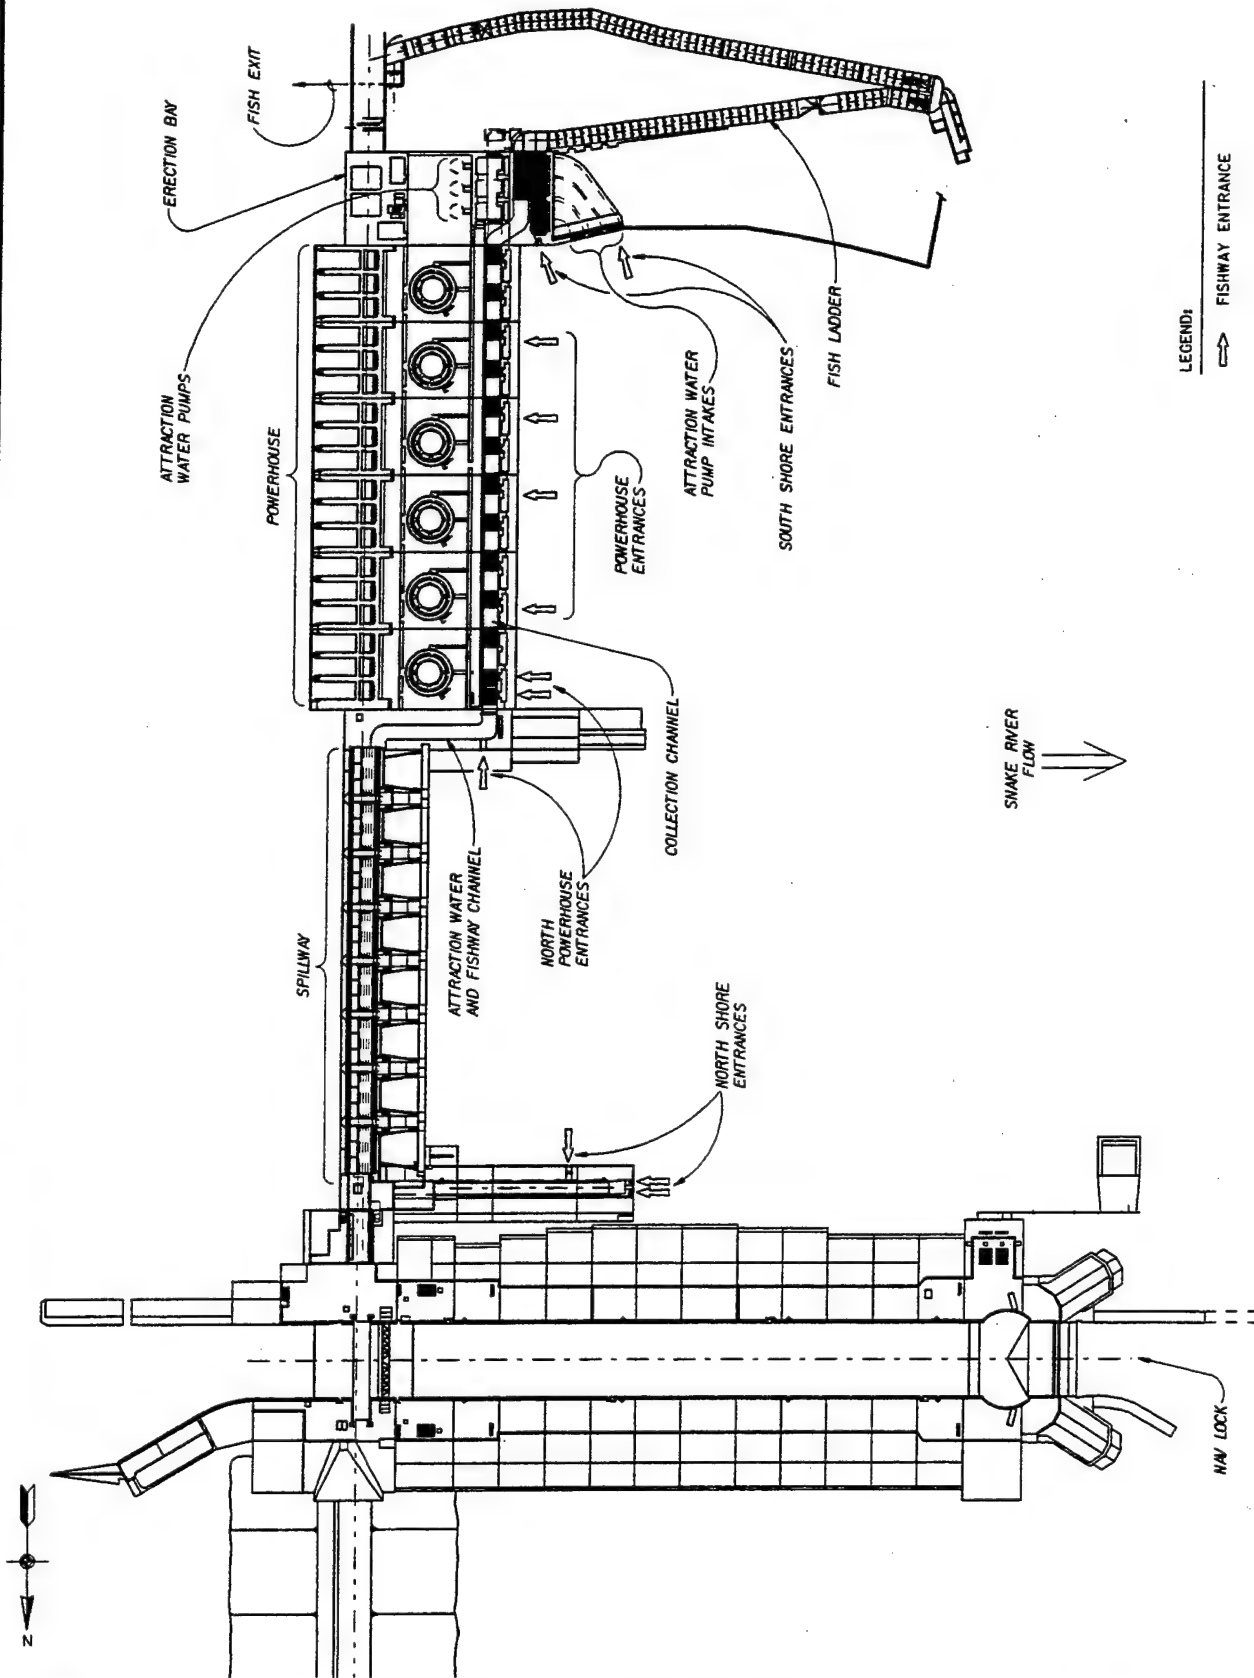 FISH EXIT
ERECTION BAY
ATTRACTION
WATER PUMPS
POWERHOUSE
SPILLWAY
ATTRACTION WATER
AND FISHWAY CHANNEL
NORTH
POWERHOUSE
ENTRANCES
NORTH SHORE
ENTRANCES
COLLECTION CHANNEL
POWERHOUSE
ENTRANCES
ATTRACTION WATER
PUMP INTAKES
SOUTH SHORE ENTRANCES
FISH LADDER
SNAKE RIVER
FLOW
NAV LOCK
N
LEGEND:
FISHWAY ENTRANCE